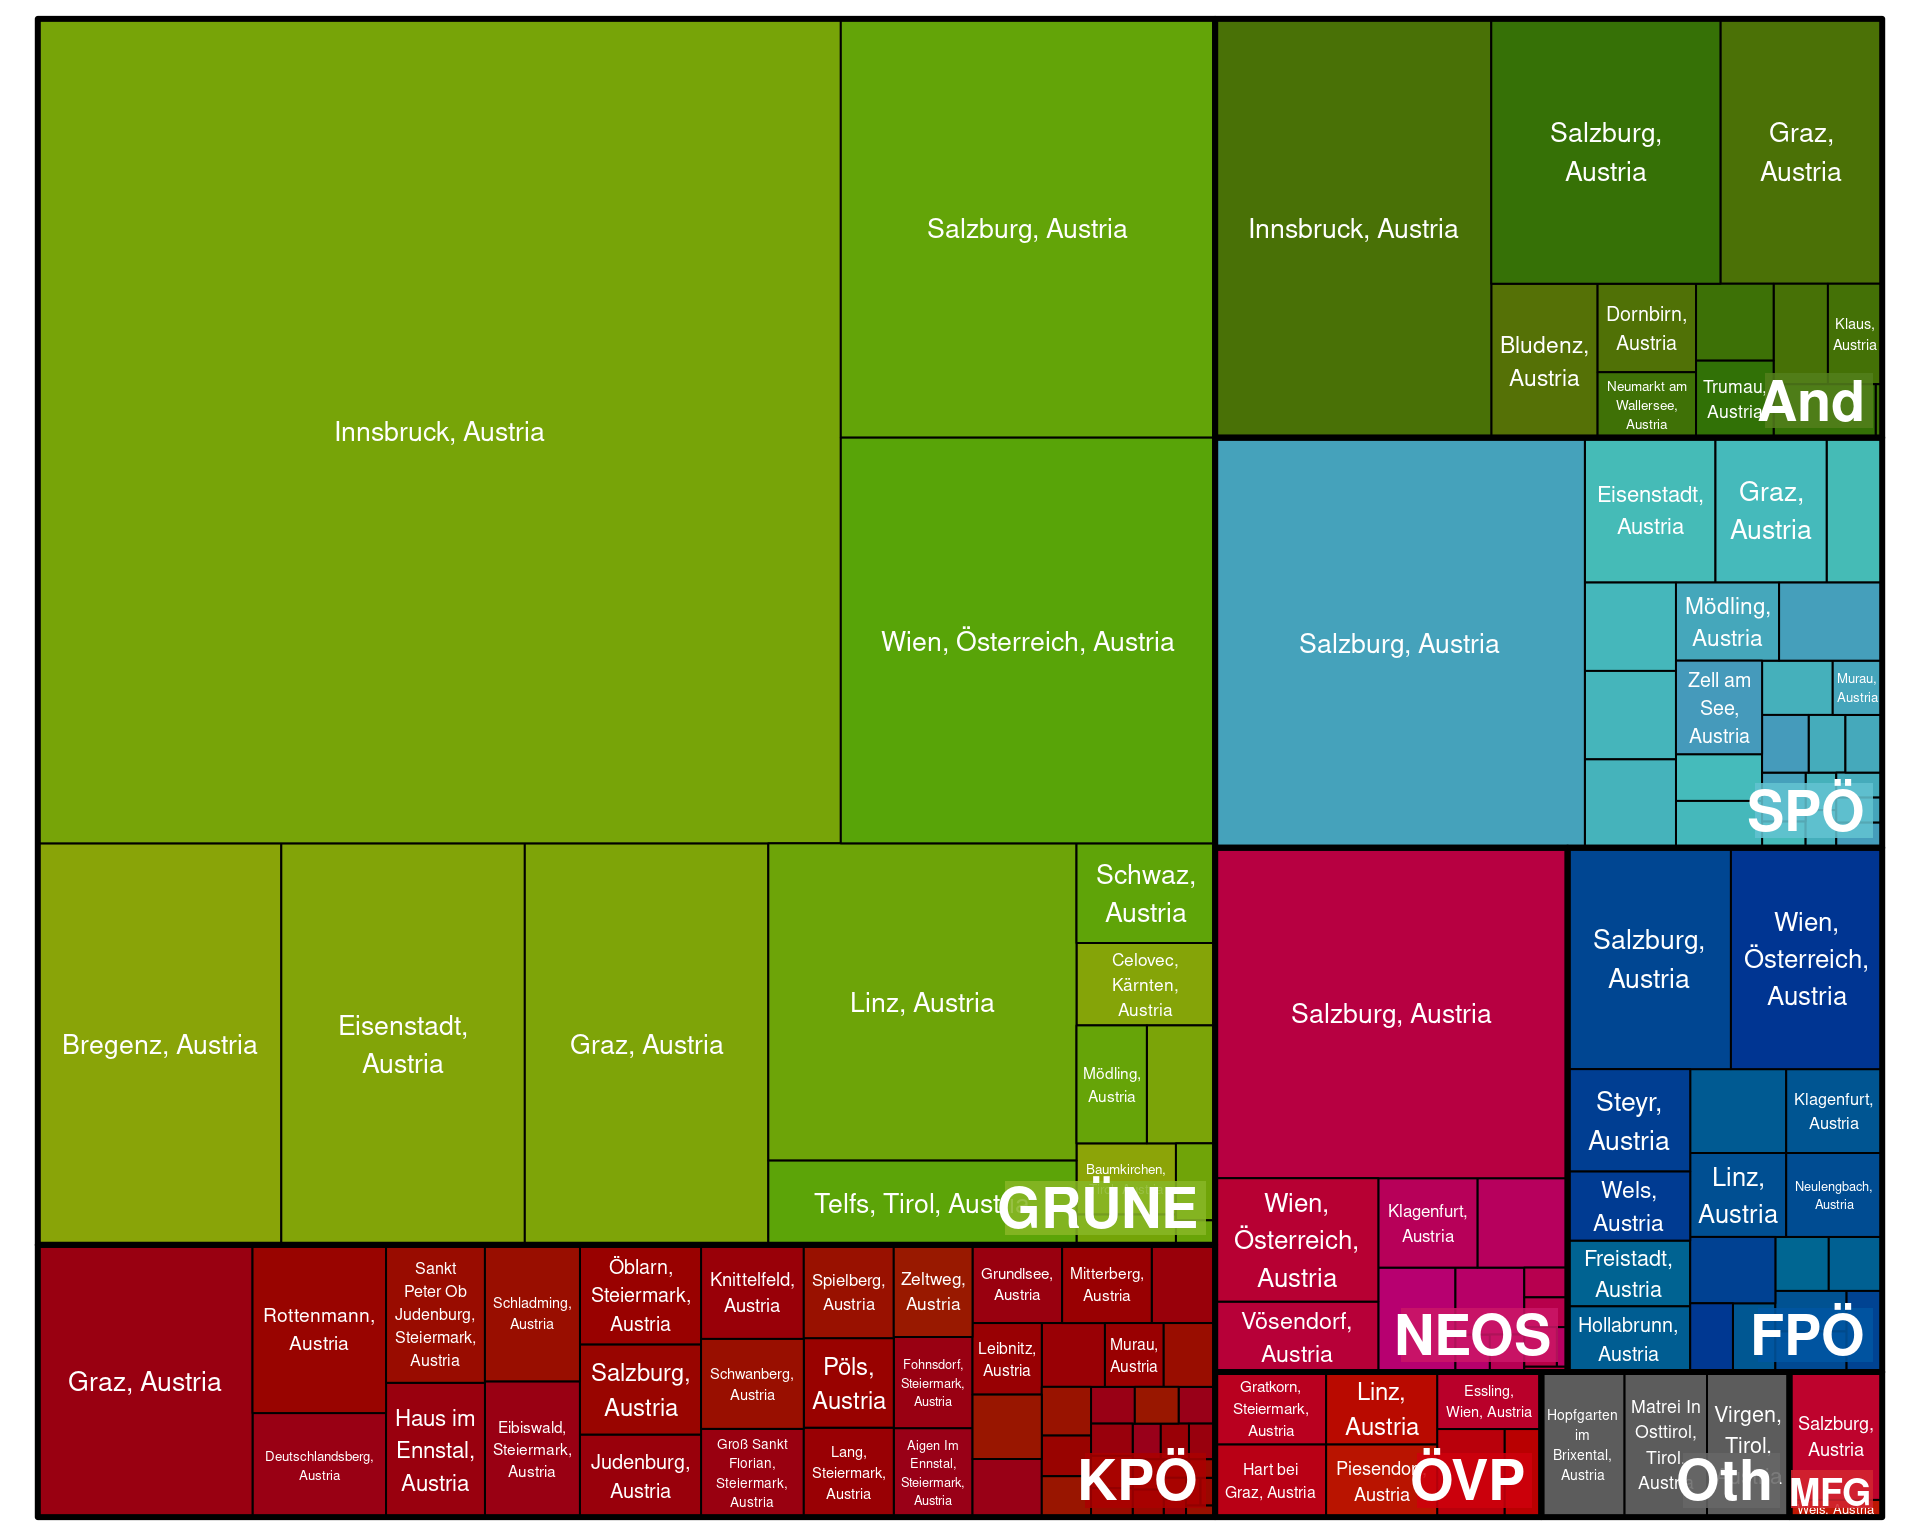 Innsbruck, Austria
Salzburg, Austria
Wien, Österreich, Austria
Bregenz, Austria
Eisenstadt,
Austria
Graz, Austria
Linz, Austria
Telfs, Tirol, Aust
Schwaz,
Austria
Celovec,
Kärnten,
Austria
Mödling,
Austria
Baumkirchen,
GRÜNE
Innsbruck, Austria
Salzburg,
Austria
Graz,
Austria
Bludenz,
Austria
Dornbirn,
Austria
Neumarkt am
Wallersee,
Austria
Trumau,
Austria
Klaus,
Austria
And
Salzburg, Austria
Eisenstadt,
Austria
Graz,
Austria
Mödling,
Austria
Zell am
See,
Austria
Murau,
Austria
SPÖ
Salzburg, Austria
Wien,
Österreich,
Austria
Vösendorf,
Austria
Klagenfurt,
Austria
NEOS
Salzburg,
Austria
Wien,
Österreich,
Austria
Steyr,
Austria
Wels,
Austria
Freistadt,
Austria
Hollabrunn,
Austria
Klagenfurt,
Austria
Linz,
Austria
Neulengbach,
Austria
FPÖ
Graz, Austria
Rottenmann,
Austria
Deutschlandsberg,
Austria
Sankt
Peter Ob
Judenburg,
Steiermark,
Austria
Haus im
Ennstal,
Austria
Schladming,
Austria
Eibiswald,
Steiermark,
Austria
Öblarn,
Steiermark,
Austria
Salzburg,
Austria
Judenburg,
Austria
Knittelfeld,
Austria
Schwanberg,
Austria
Groß Sankt
Florian,
Steiermark,
Austria
Spielberg,
Austria
Pöls,
Austria
Lang,
Steiermark,
Austria
Zeltweg,
Austria
Fohnsdorf,
Steiermark,
Austria
Aigen Im
Ennstal,
Steiermark,
Austria
Grundlsee,
Austria
Mitterberg,
Austria
Leibnitz,
Austria
Murau,
Austria
KPÖ
Gratkorn,
Steiermark,
Austria
Hart bei
Graz, Austria
Linz,
Austria
Piesendor
Austria
Essling,
Wien, Austria
ÖVP
Hopfgarten
im
Brixental,
Austria
Matrei In
Osttirol,
Tirol,
Austr
Virgen,
Tirol,
Oth
Salzburg,
Austria
MFG
Wels, Austria